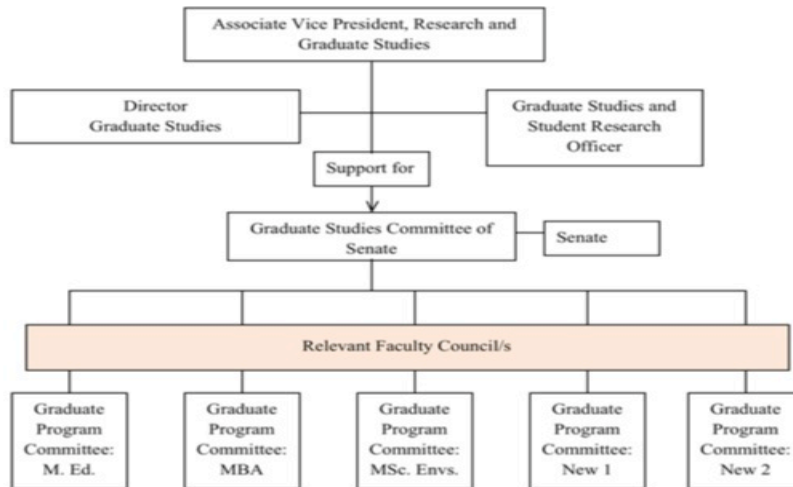 Associate Vice President, Research and
Graduate Studies
Director
Graduate Studies
Graduate Studies and
Student Research
Officer
Support for
Graduate Studies Committee of
Senate
Senate
Relevant Faculty Council/s
Graduate
Program
Committee:
M. Ed.
Graduate
Program
Committee:
MBA
Graduate
Program
Committee:
MSc. Envs.
Graduate
Program
Committee:
New 1
Graduate
Program
Committee:
New 2